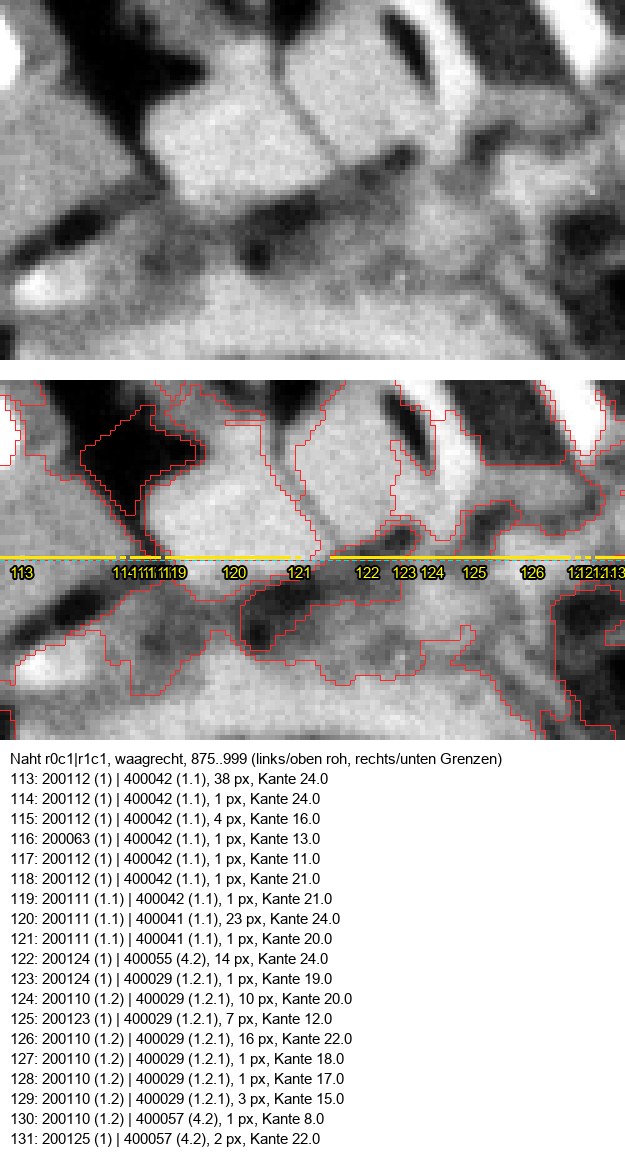 113 119 120 121 122 123 124 125 126
Naht r0c1|r1c1, waagrecht, 875..999 (links/oben roh, rechts/unten Grenzen)
113: 200112 (1) | 400042 (1.1), 38 px, Kante 24.0
114: 200112 (1) | 400042 (1.1), 1 px, Kante 24.0
115: 200112 (1) | 400042 (1.1), 4 px, Kante 16.0
116: 200063 (1) | 400042 (1.1), 1 px, Kante 13.0
117: 200112 (1) | 400042 (1.1), 1 px, Kante 11.0
118: 200112 (1) | 400042 (1.1), 1 px, Kante 21.0
119: 200111 (1.1) | 400042 (1.1), 1 px, Kante 21.0
120: 200111 (1.1) | 400041 (1.1), 23 px, Kante 24.0
121: 200111 (1.1) | 400041 (1.1), 1 px, Kante 20.0
122: 200124 (1) | 400055 (4.2), 14 px, Kante 24.0
123: 200124 (1) | 400029 (1.2.1), 1 px, Kante 19.0
124: 200110 (1.2) | 400029 (1.2.1), 10 px, Kante 20.0
125: 200123 (1) | 400029 (1.2.1), 7 px, Kante 12.0
126: 200110 (1.2) | 400029 (1.2.1), 16 px, Kante 22.0
127: 200110 (1.2) | 400029 (1.2.1), 1 px, Kante 18.0
128: 200110 (1.2) | 400029 (1.2.1), 1 px, Kante 17.0
129: 200110 (1.2) | 400029 (1.2.1), 3 px, Kante 15.0
130: 200110 (1.2) | 400057 (4.2), 1 px, Kante 8.0
131: 200125 (1) | 400057 (4.2), 2 px, Kante 22.0